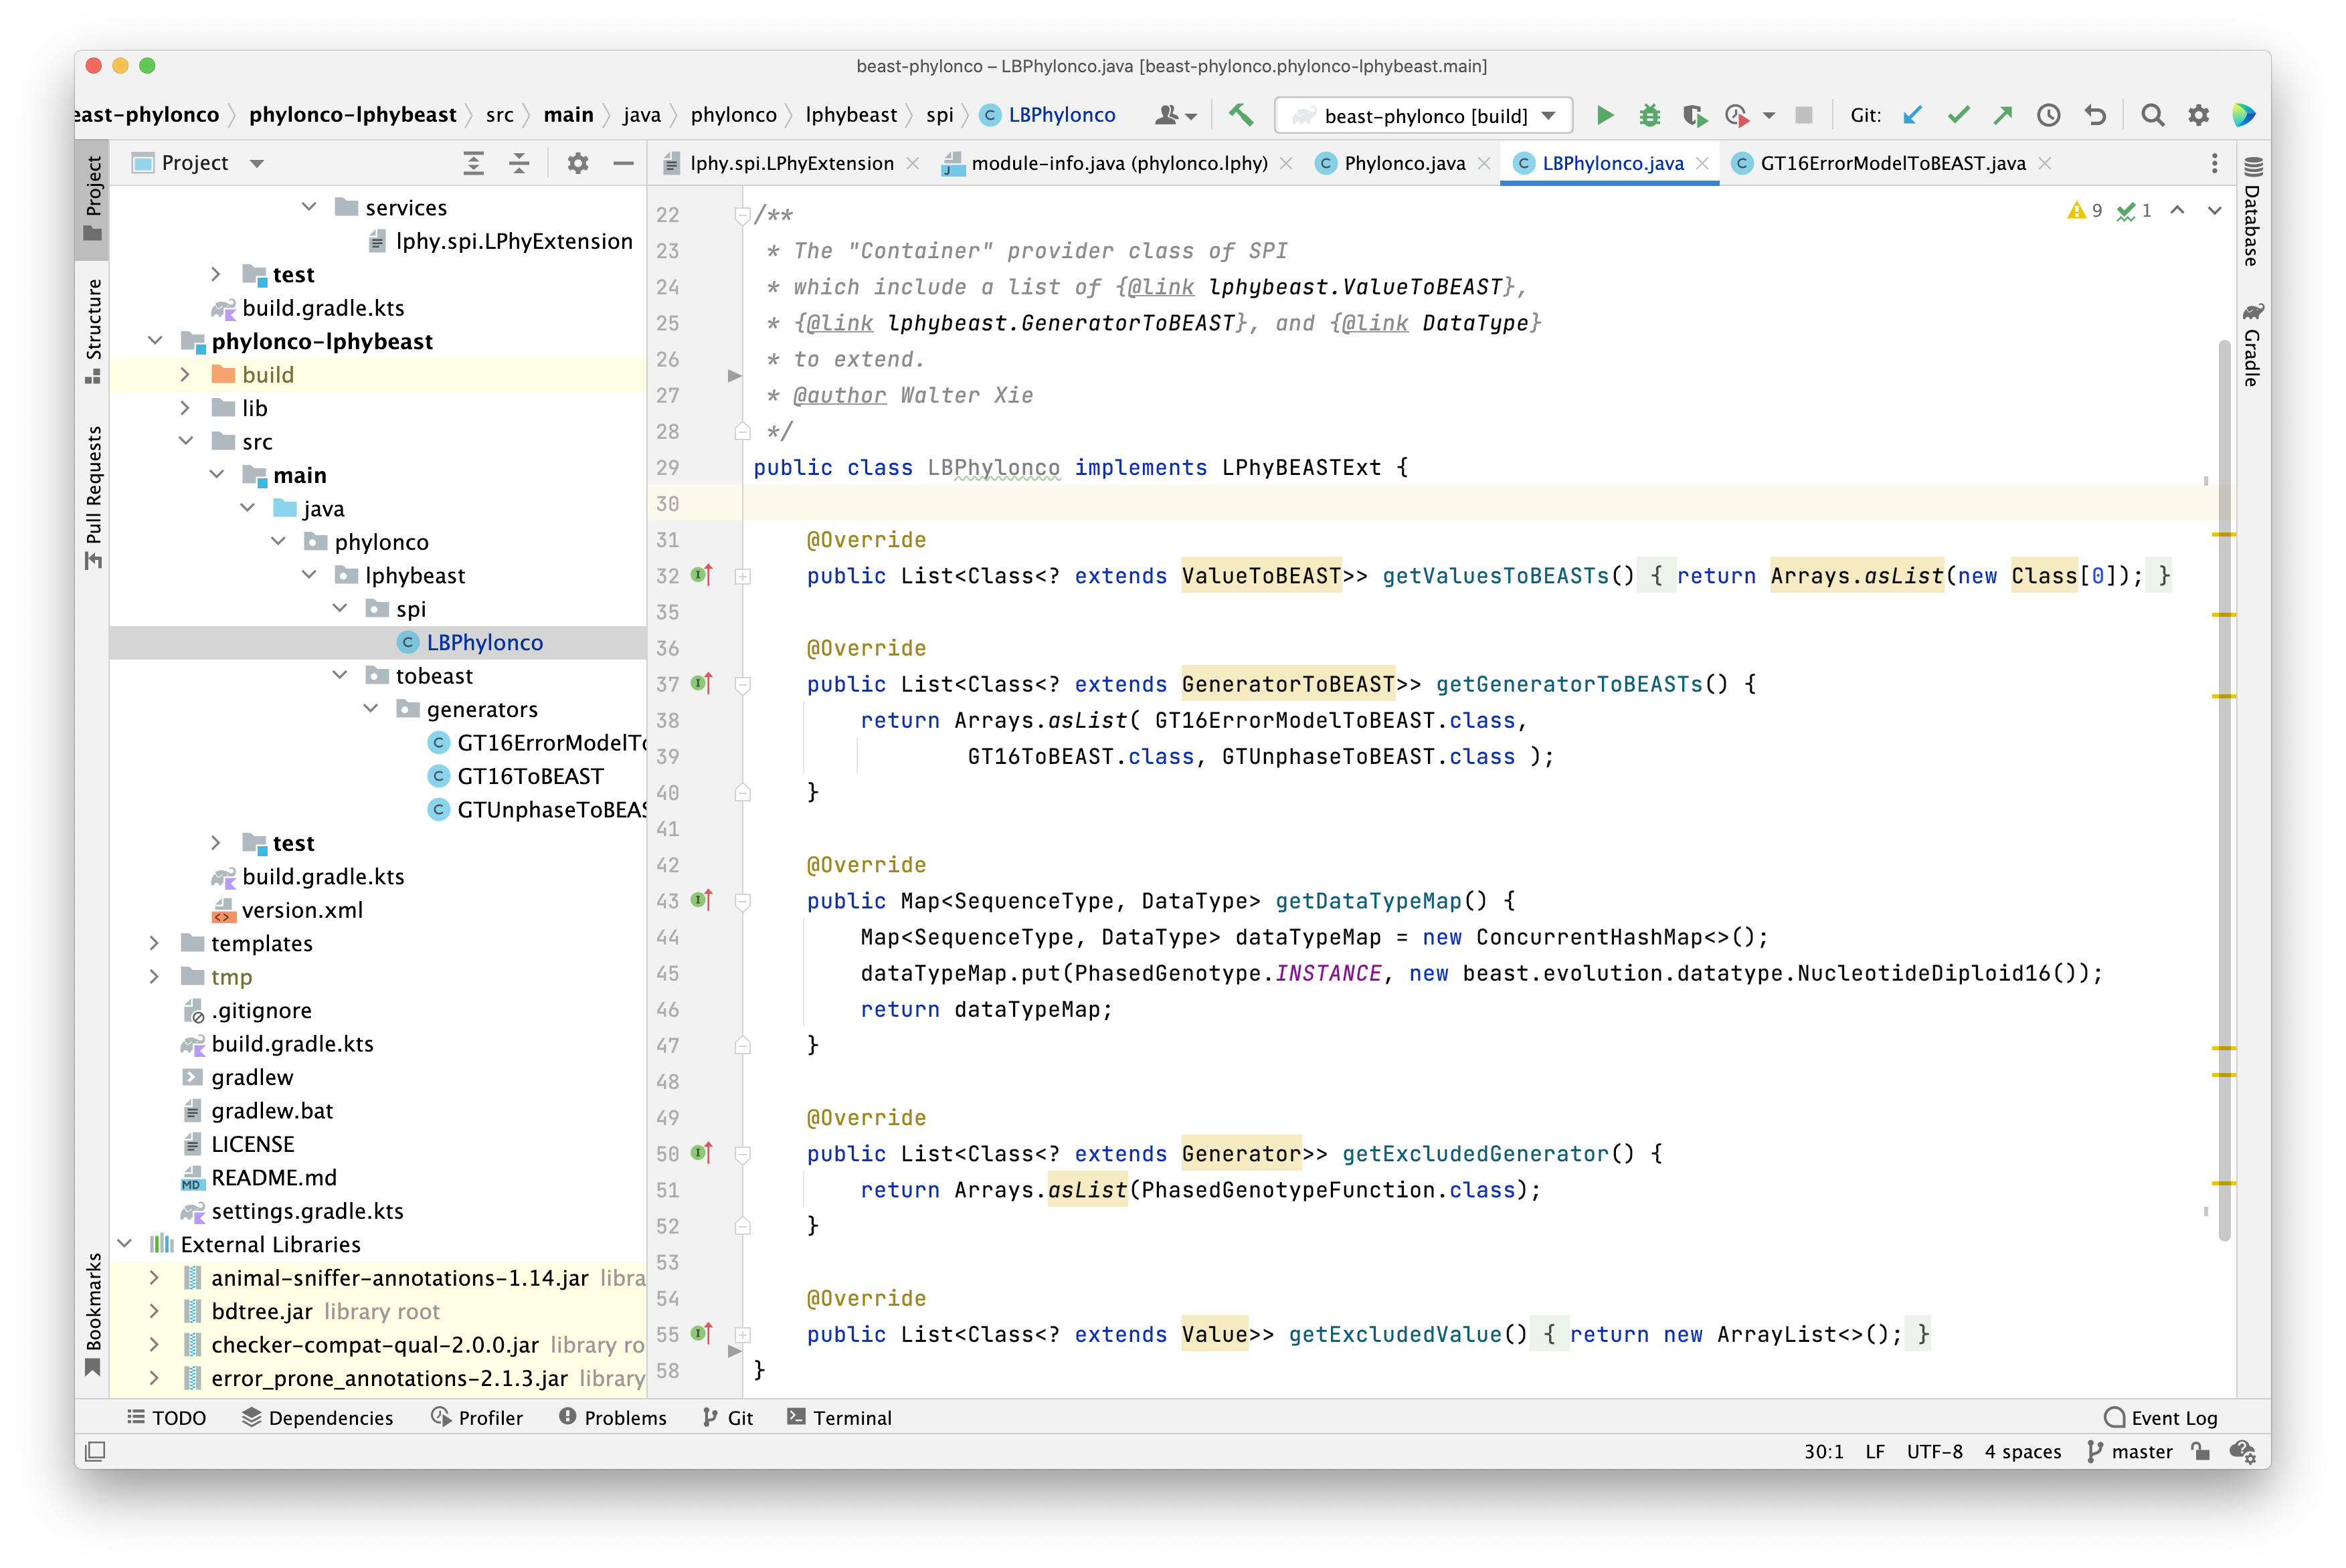 beast-phylonco – LBPhylonco.java [beast-phylonco.phylonco-lphybeast.main]
east-phylonco phylonco-lphybeast src main java phylonco lphybeast spi LBPhylonco beast-phylonco [build] Git:
Project
lphy.spi.LPhyExtension module-info.java (phylonco.lphy) Phylonco.java LBPhylonco.java GT16ErrorModelToBEAST.java
Project
Structure
Pull Requests
Bookmarks
services
lphy.spi.LPhyExtension
test
build.gradle.kts
phylonco-lphybeast
build
lib
src
main
java
phylonco
lphybeast
spi
LBPhylonco
tobeast
generators
GT16ErrorModelTo
GT16ToBEAST
GTUnphaseToBEAS
test
build.gradle.kts
version.xml
templates
tmp
.gitignore
build.gradle.kts
gradlew
gradlew.bat
LICENSE
README.md
settings.gradle.kts
External Libraries
animal-sniffer-annotations-1.14.jar libra
bdtree.jar library root
checker-compat-qual-2.0.0.jar library ro
error_prone_annotations-2.1.3.jar library
9 1
22 /**
23 * The "Container" provider class of SPI
24 * which include a list of {@link lphybeast.ValueToBEAST},
25 * {@link lphybeast.GeneratorToBEAST}, and {@link DataType}
26 * to extend.
27 * @author Walter Xie
28 */
29 public class LBPhylonco implements LPhyBEASTExt {
30
31 @Override
32 public List<Class<? extends ValueToBEAST>> getValuesToBEASTs() { return Arrays.asList(new Class[0]); }
35
36 @Override
37 public List<Class<? extends GeneratorToBEAST>> getGeneratorToBEASTs() {
38 return Arrays.asList( GT16ErrorModelToBEAST.class,
39 GT16ToBEAST.class, GTUnphaseToBEAST.class );
40 }
41
42 @Override
43 public Map<SequenceType, DataType> getDataTypeMap() {
44 Map<SequenceType, DataType> dataTypeMap = new ConcurrentHashMap<>();
45 dataTypeMap.put(PhasedGenotype.INSTANCE, new beast.evolution.datatype.NucleotideDiploid16());
46 return dataTypeMap;
47 }
48
49 @Override
50 public List<Class<? extends Generator>> getExcludedGenerator() {
51 return Arrays.asList(PhasedGenotypeFunction.class);
52 }
53
54 @Override
55 public List<Class<? extends Value>> getExcludedValue() { return new ArrayList<>(); }
58 }
Database
Gradle
TODO Dependencies Profiler Problems Git Terminal Event Log
30:1 LF UTF-8 4 spaces master